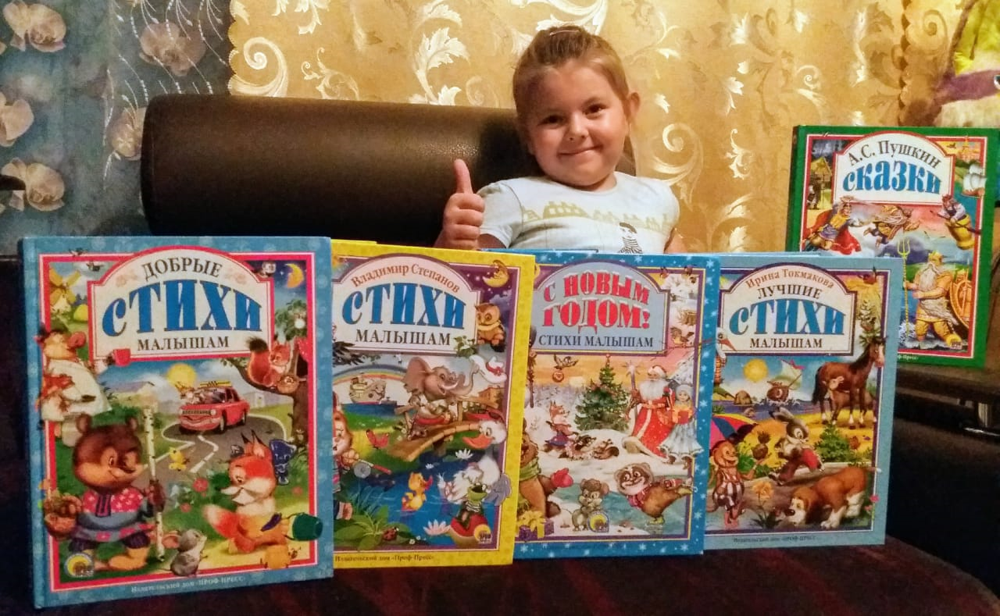 ДОБРЫЕ
СТИХИ
МАЛЫШАМ
Издательский дом «ПРОФ-ПРЕСС»
Владимир Степанов
СТИХИ
МАЛЫШАМ
Издательский дом «Проф-Пресс»
С НОВЫМ
ГОДОМ!
СТИХИ МАЛЫШАМ
Ирина Токмакова
ЛУЧШИЕ
СТИХИ
МАЛЫШАМ
Издательский дом «ПРОФ-ПРЕСС»
А.С. Пушкин
Сказки